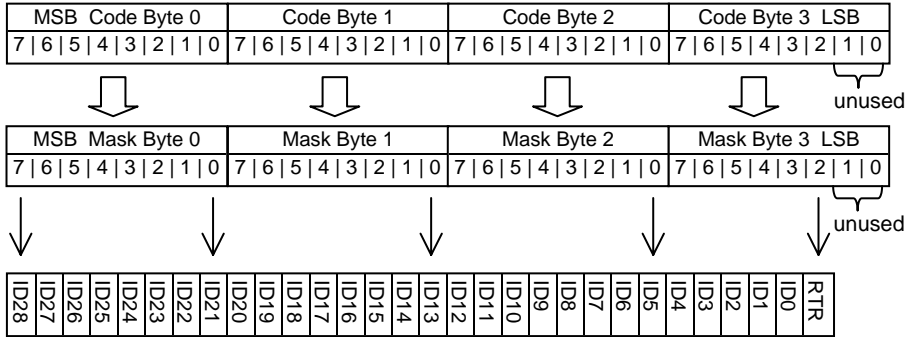 MSB Code Byte 0 Code Byte 1 Code Byte 2 Code Byte 3 LSB
7 | 6 | 5 | 4 | 3 | 2 | 1 | 0 7 | 6 | 5 | 4 | 3 | 2 | 1 | 0 7 | 6 | 5 | 4 | 3 | 2 | 1 | 0 7 | 6 | 5 | 4 | 3 | 2 | 1 | 0
unused
MSB Mask Byte 0 Mask Byte 1 Mask Byte 2 Mask Byte 3 LSB
7 | 6 | 5 | 4 | 3 | 2 | 1 | 0 7 | 6 | 5 | 4 | 3 | 2 | 1 | 0 7 | 6 | 5 | 4 | 3 | 2 | 1 | 0 7 | 6 | 5 | 4 | 3 | 2 | 1 | 0
unused
ID28 ID27 ID26 ID25 ID24 ID23 ID22 ID21 ID20 ID19 ID18 ID17 ID16 ID15 ID14 ID13 ID12 ID11 ID10 ID9 ID8 ID7 ID6 ID5 ID4 ID3 ID2 ID1 ID0 RTR